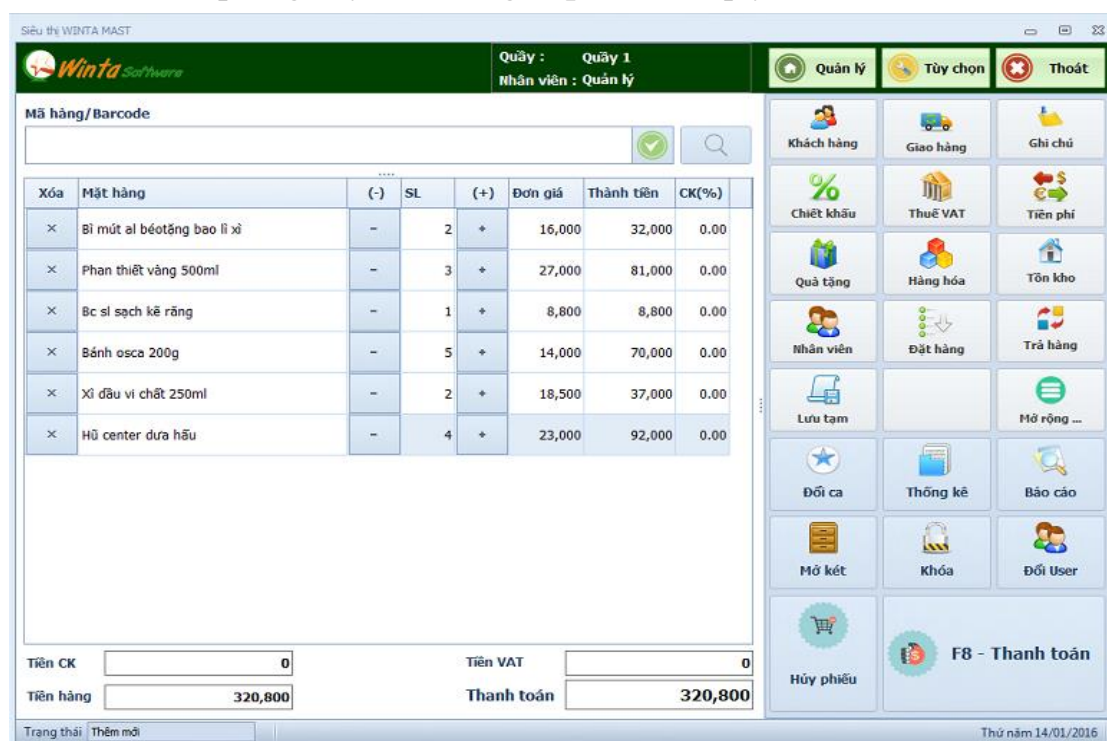 Siêu thị WINTA MAST
Winta Software
Quầy : Quầy 1
Nhân viên : Quản lý
Quản lý
Tùy chọn
Thoát
Mã hàng/Barcode
Xóa Mặt hàng (-) SL (+) Đơn giá Thành tiền CK(%)
× Bì mút al béotặng bao lì xì - 2 + 16,000 32,000 0.00
× Phan thiết vàng 500ml - 3 + 27,000 81,000 0.00
× Bc sl sạch kẽ răng - 1 + 8,800 8,800 0.00
× Bánh osca 200g - 5 + 14,000 70,000 0.00
× Xì dầu vi chất 250ml - 2 + 18,500 37,000 0.00
× Hũ center dưa hấu - 4 + 23,000 92,000 0.00
Tiền CK 0 Tiền VAT 0
Tiền hàng 320,800 Thanh toán 320,800
Khách hàng Giao hàng Ghi chú
Chiết khấu Thuế VAT Tiền phí
Quà tặng Hàng hóa Tồn kho
Nhân viên Đặt hàng Trả hàng
Lưu tạm Mở rộng ...
Đổi ca Thống kê Báo cáo
Mở két Khóa Đổi User
Hủy phiếu F8 - Thanh toán
Trạng thái Thêm mới Thứ năm 14/01/2016